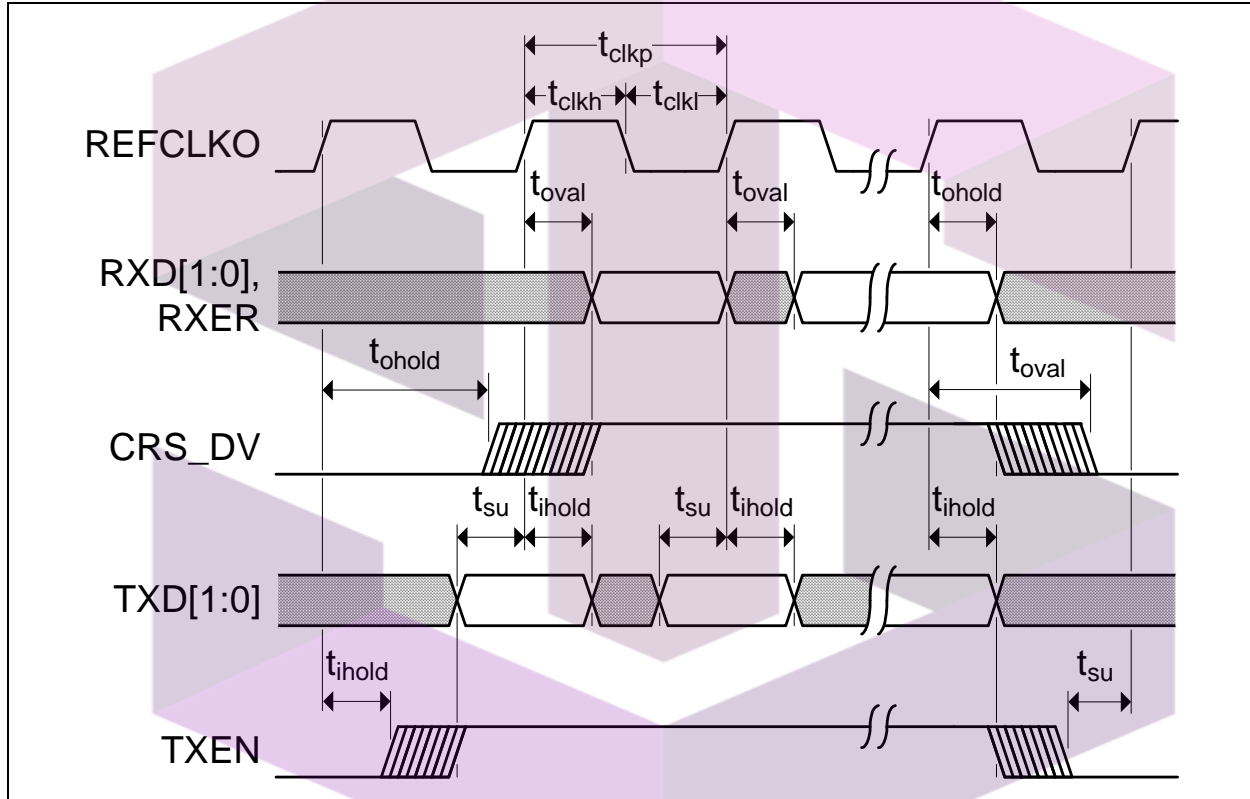 tclkp
tclkh tclkl
REFCLKO
toval toval tohold
RXD[1:0],
RXER
tohold toval
CRS_DV
tsu tihold tsu tihold tihold
TXD[1:0]
tihold tsu
TXEN